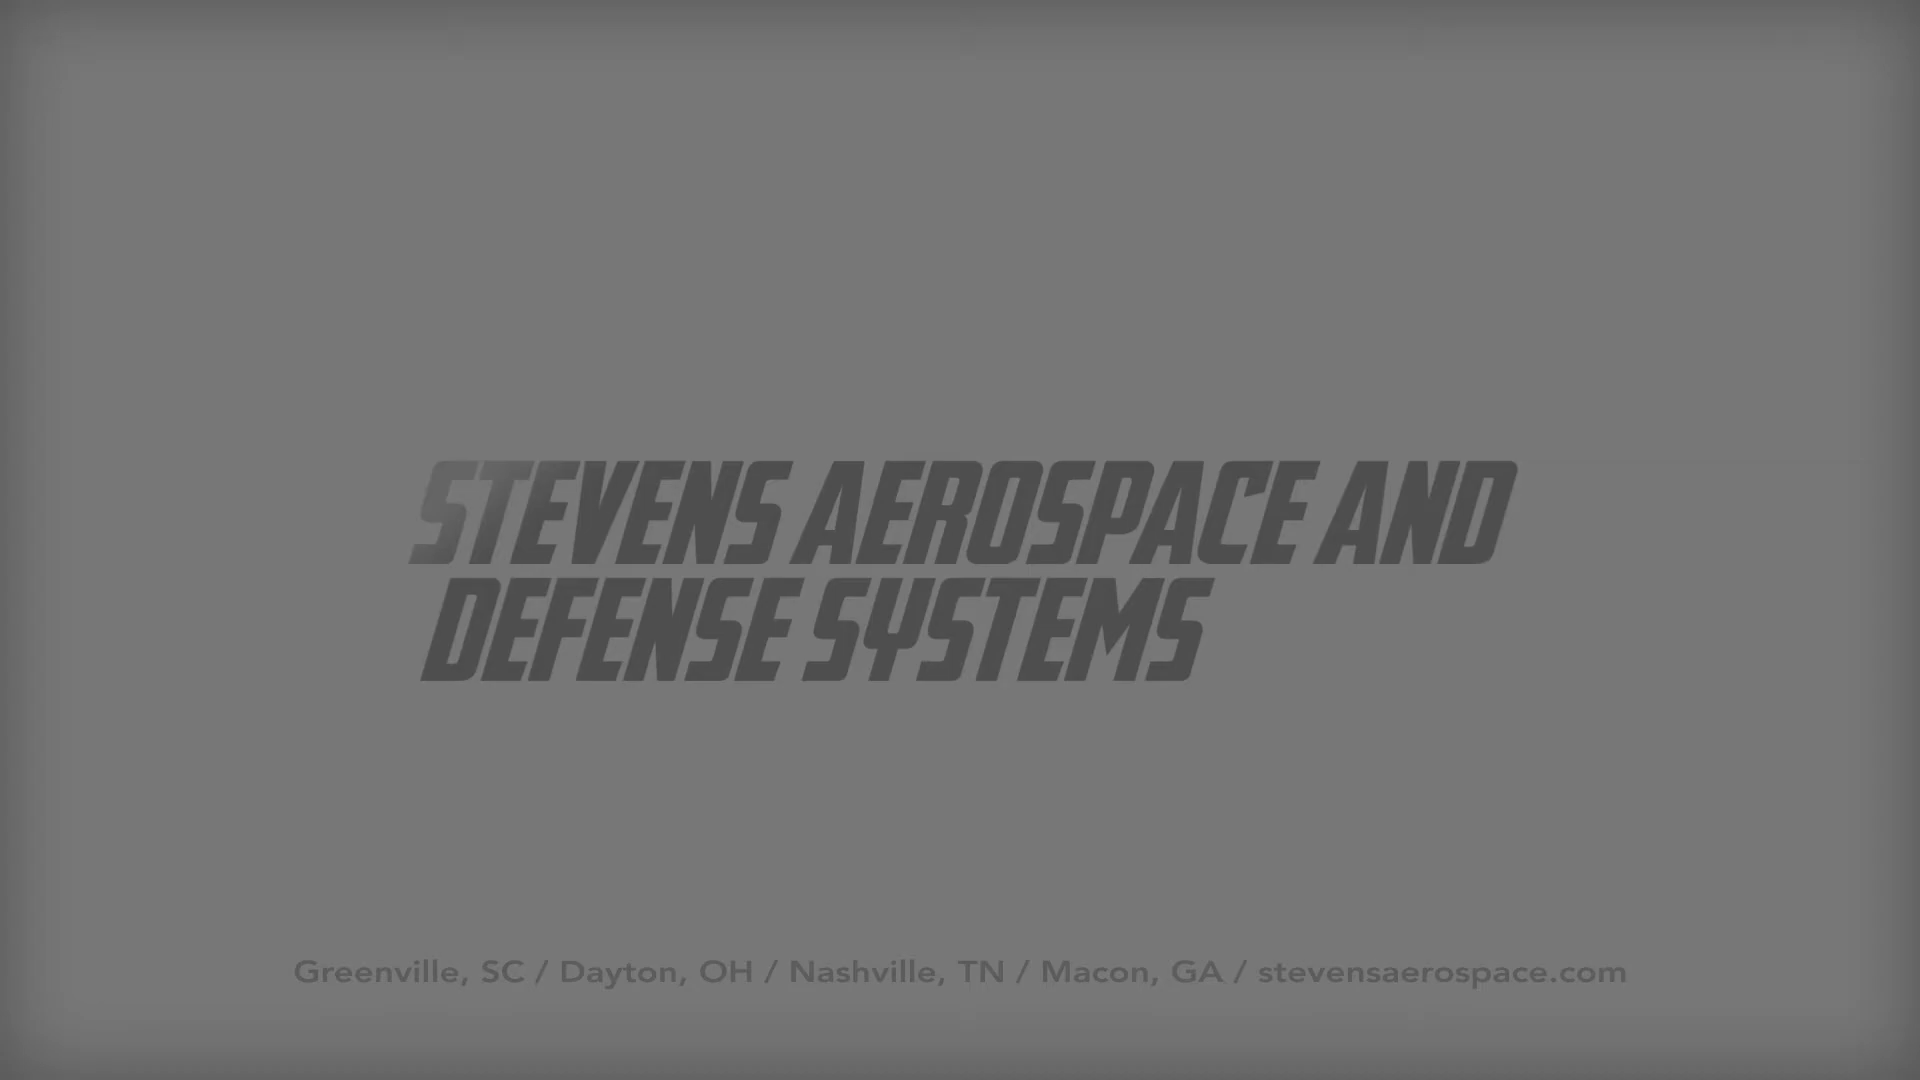 STEVENS AEROSPACE AND
DEFENSE SYSTEMS
Greenville, SC / Dayton, OH / Nashville, TN / Macon, GA / stevensaerospace.com